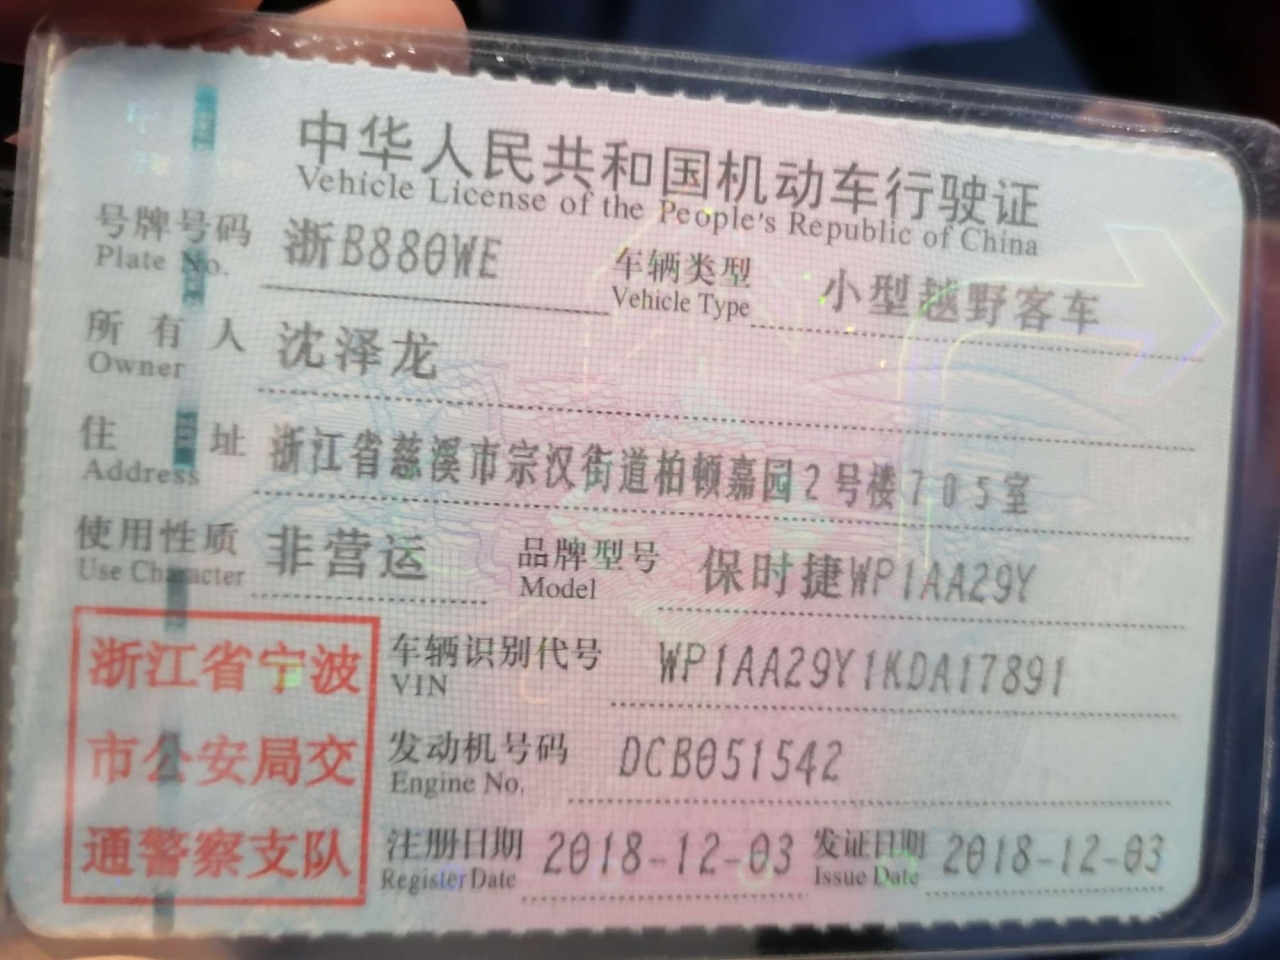 中华人民共和国机动车行驶证
Vehicle License of the People's Republic of China
号牌号码 浙B880WE 车辆类型 小型越野客车
Plate No. Vehicle Type
所有人 沈泽龙
Owner
住址 浙江省慈溪市宗汉街道柏顿嘉园2号楼705室
Address
使用性质 非营运 品牌型号 保时捷WP1AA29Y
Use Character Model
浙江省宁波
市公安局交
通警察支队
车辆识别代号 WP1AA29Y1KDA17891
VIN
发动机号码 DCB051542
Engine No.
注册日期 2018-12-03 发证日期 2018-12-03
Register Date Issue Date